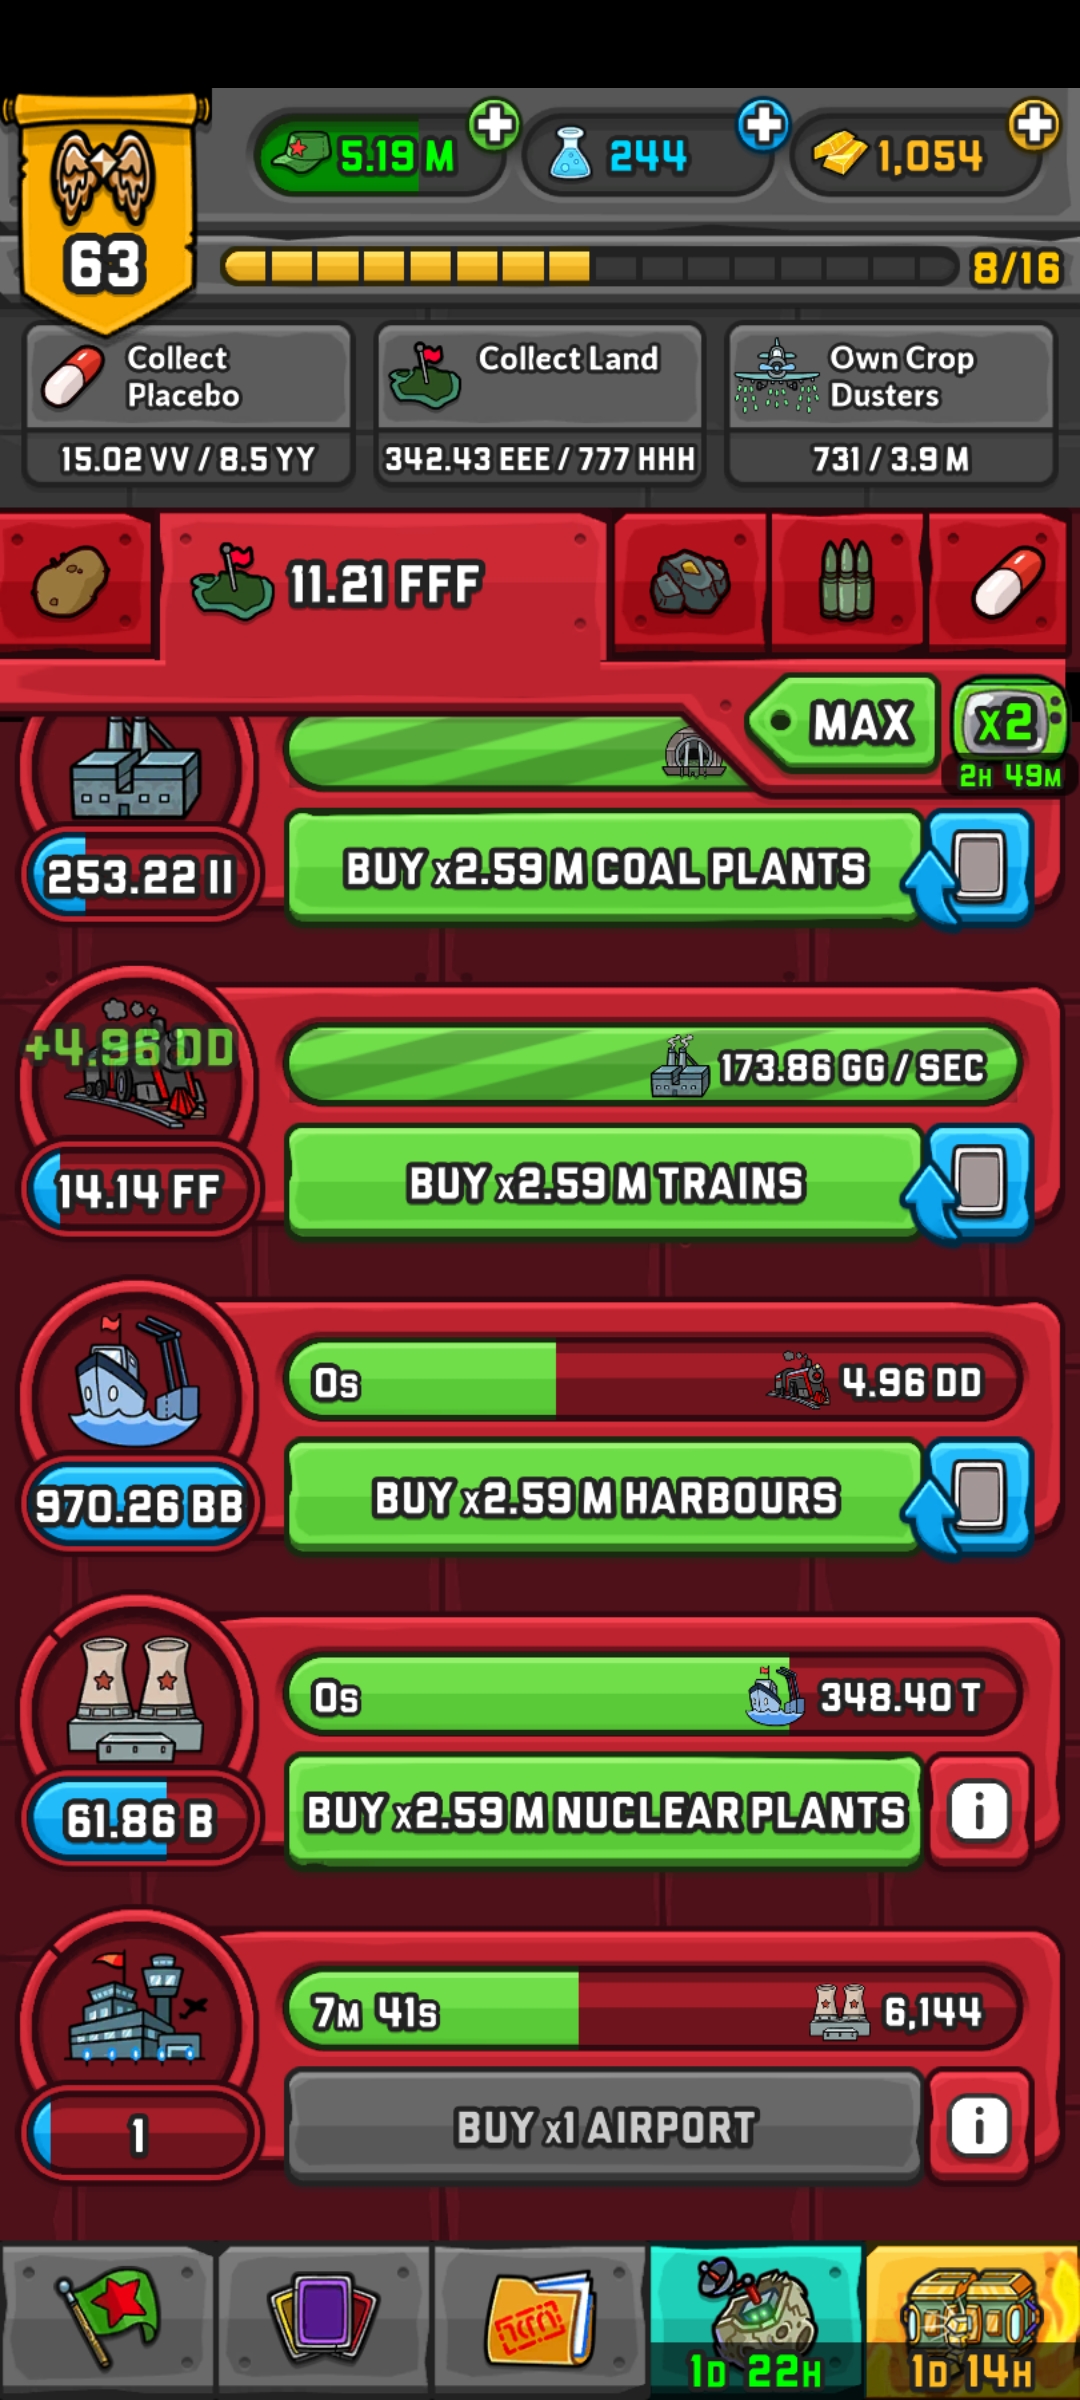 63
5.19 M
244
1,054
8/16
Collect
Placebo
15.02 VV / 8.5 YY
Collect Land
342.43 EEE / 777 HHH
Own Crop
Dusters
731 / 3.9 M
11.21 FFF
MAX
x2
2H 49M
253.22 II
BUY x2.59 M COAL PLANTS
+4.96 DD
173.86 GG / SEC
14.14 FF
BUY x2.59 M TRAINS
0s
4.96 DD
970.26 BB
BUY x2.59 M HARBOURS
0s
348.40 T
61.86 B
BUY x2.59 M NUCLEAR PLANTS
i
7M 41s
6,144
1
BUY x1 AIRPORT
i
1D 22H
1D 14H